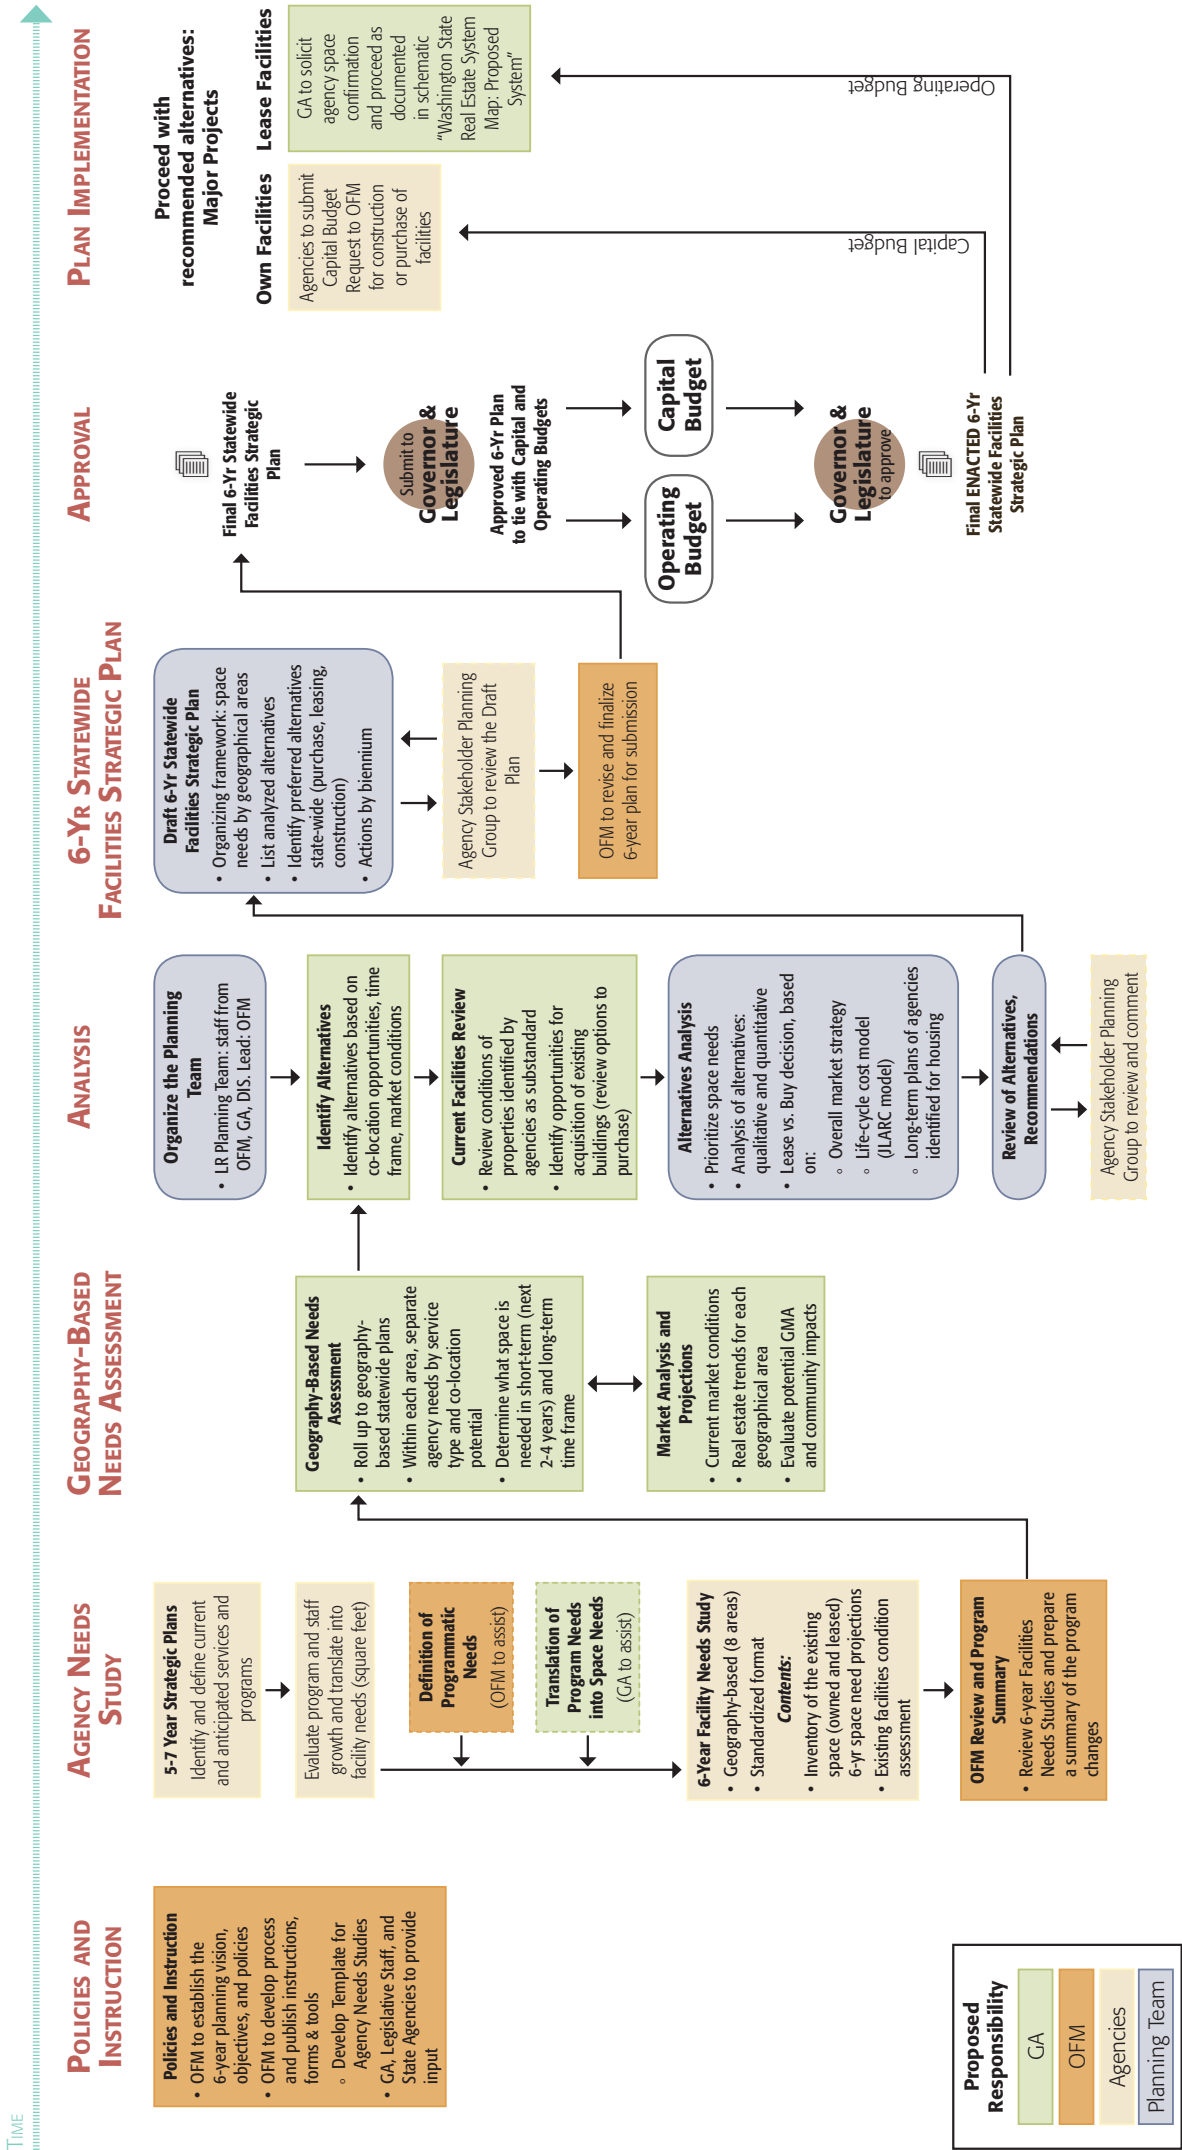 TIME
POLICIES AND
INSTRUCTION
Policies and Instruction
• OFM to establish the
6-year planning vision,
objectives, and policies
• OFM to develop process
and publish instructions,
forms & tools
◦ Develop Template for
Agency Needs Studies
• GA, Legislative Staff, and
State Agencies to provide
input
Proposed
Responsibility
GA
OFM
Agencies
Planning Team
AGENCY NEEDS
STUDY
5-7 Year Strategic Plans
Identify and define current
and anticipated services and
programs
Evaluate program and staff
growth and translate into
facility needs (square feet)
Definition of
Programmatic
Needs
(OFM to assist)
Translation of
Program Needs
into Space Needs
(GA to assist)
6-Year Facility Needs Study
• Geography-based (8 areas)
• Standardized format
Contents:
• Inventory of the existing
space (owned and leased)
6-yr space need projections
• Existing facilities condition
assessment
OFM Review and Program
Summary
• Review 6-year Facilities
Needs Studies and prepare
a summary of the program
changes
GEOGRAPHY-BASED
NEEDS ASSESSMENT
Geography-Based Needs
Assessment
• Roll up to geography-
based statewide plans
• Within each area, separate
agency needs by service
type and co-location
potential
• Determine what space is
needed in short-term (next
2-4 years) and long-term
time frame
Market Analysis and
Projections
• Current market conditions
• Real estate trends for each
geographical area
• Evaluate potential GMA
and community impacts
ANALYSIS
Organize the Planning
Team
• LR Planning Team: staff from
OFM, GA, DIS. Lead: OFM
Identify Alternatives
• Identify alternatives based on
co-location opportunities, time
frame, market conditions
Current Facilities Review
• Review conditions of
properties identified by
agencies as substandard
• Identify opportunities for
acquisition of existing
buildings (review options to
purchase)
Alternatives Analysis
• Prioritize space needs
• Analysis of alternatives:
qualitative and quantitative
• Lease vs. Buy decision, based
on:
◦ Overall market strategy
◦ Life-cycle cost model
(JLARC model)
◦ Long-term plans of agencies
identified for housing
Review of Alternatives,
Recommendations
Agency Stakeholder Planning
Group to review and comment
6-YR STATEWIDE
FACILITIES STRATEGIC PLAN
Draft 6-Yr Statewide
Facilities Strategic Plan
• Organizing framework: space
needs by geographical areas
• List analyzed alternatives
• Identify preferred alternatives
state-wide (purchase, leasing,
construction)
• Actions by biennium
Agency Stakeholder Planning
Group to review the Draft
Plan
OFM to revise and finalize
6-year plan for submission
APPROVAL
Final 6-Yr Statewide
Facilities Strategic
Plan
Submit to
Governor &
Legislature
Approved 6-Yr Plan
to tie with Capital and
Operating Budgets
Operating
Budget
Capital
Budget
Governor &
Legislature
to approve
Final ENACTED 6-Yr
Statewide Facilities
Strategic Plan
PLAN IMPLEMENTATION
Proceed with
recommended alternatives:
Major Projects
Own Facilities
Agencies to submit
Capital Budget
Request to OFM
for construction
or purchase of
facilities
Lease Facilities
GA to solicit
agency space
confirmation
and proceed as
documented
in schematic
“Washington State
Real Estate System
Map: Proposed
System”
Capital Budget
Operating Budget